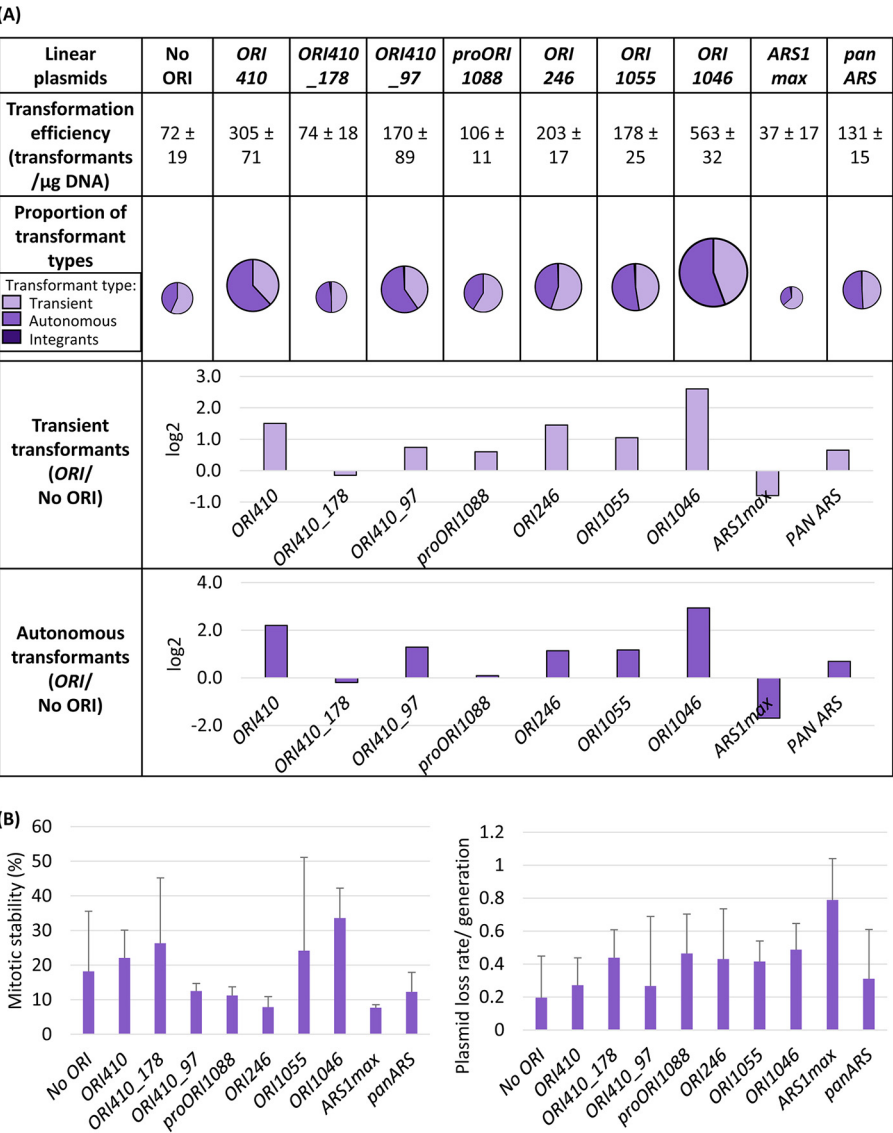 (A)
Linear plasmids
No ORI
ORI 410
ORI410_178
ORI410_97
proORI 1088
ORI 246
ORI 1055
ORI 1046
ARS1 max
pan ARS
Transformation efficiency (transformants /µg DNA)
72 ± 19
305 ± 71
74 ± 18
170 ± 89
106 ± 11
203 ± 17
178 ± 25
563 ± 32
37 ± 17
131 ± 15
Proportion of transformant types
Transformant type:
Transient
Autonomous
Integrants
Transient transformants (ORI/ No ORI)
log2
3.0
2.0
1.0
0.0
-1.0
ORI410
ORI410_178
ORI410_97
proORI1088
ORI246
ORI1055
ORI1046
ARS1max
PAN ARS
Autonomous transformants (ORI/ No ORI)
log2
4.0
2.0
0.0
-2.0
ORI410
ORI410_178
ORI410_97
proORI1088
ORI246
ORI1055
ORI1046
ARS1max
PAN ARS
(B)
Mitotic stability (%)
60
50
40
30
20
10
0
No ORI
ORI410
ORI410_178
ORI410_97
proORI1088
ORI246
ORI1055
ORI1046
ARS1max
panARS
Plasmid loss rate/ generation
1.2
1
0.8
0.6
0.4
0.2
0
No ORI
ORI410
ORI410_178
ORI410_97
proORI1088
ORI246
ORI1055
ORI1046
ARS1max
panARS